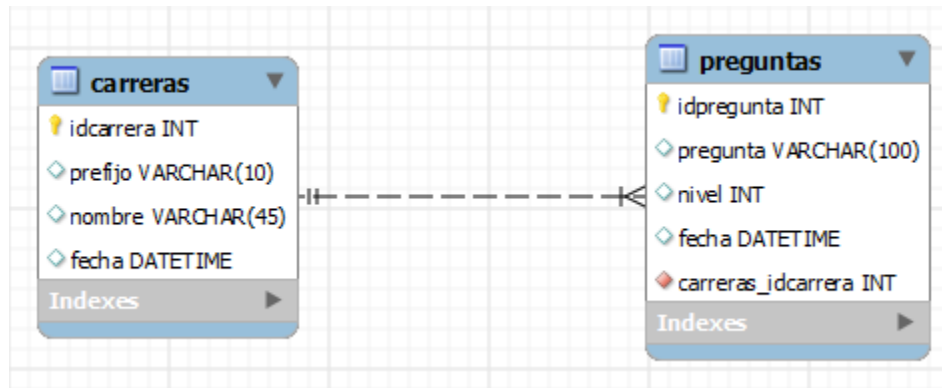 carreras
idcarrera INT
prefijo VARCHAR(10)
nombre VARCHAR(45)
fecha DATETIME
Indexes
preguntas
idpregunta INT
pregunta VARCHAR(100)
nivel INT
fecha DATETIME
carreras_idcarrera INT
Indexes